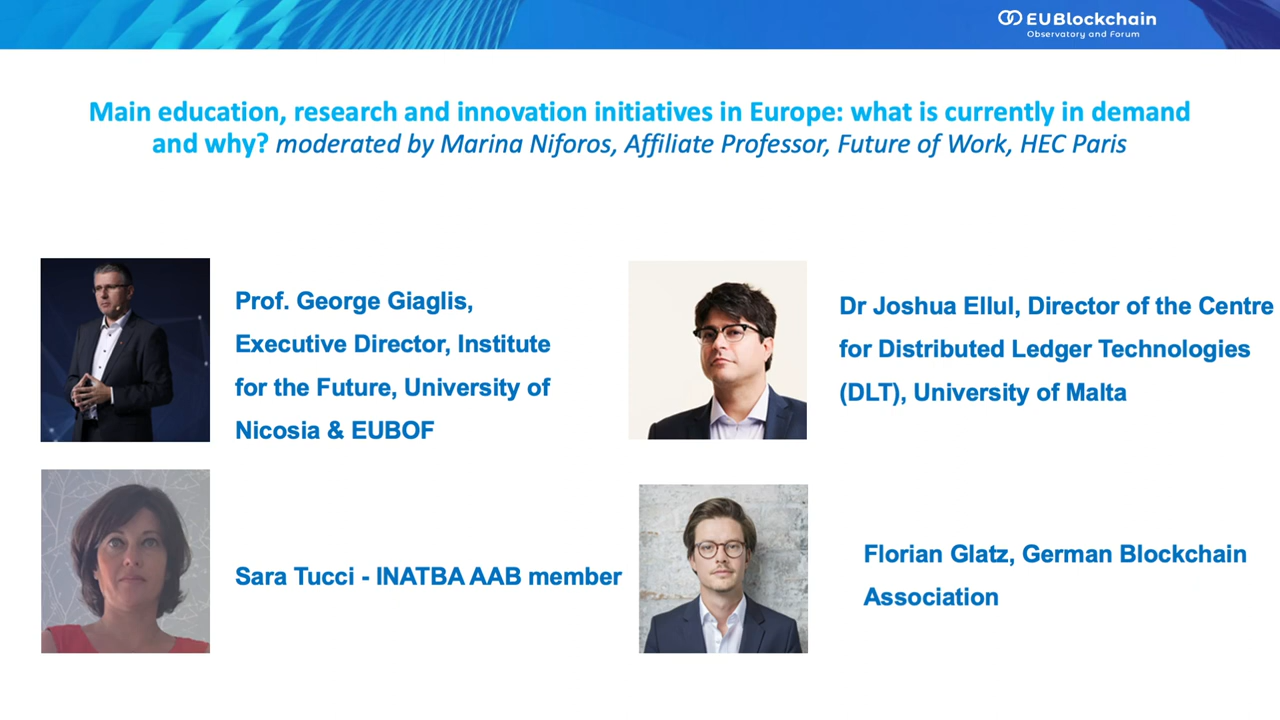 EUBlockchain
Observatory and Forum
Main education, research and innovation initiatives in Europe: what is currently in demand
and why? moderated by Marina Niforos, Affiliate Professor, Future of Work, HEC Paris
Prof. George Giaglis,
Executive Director, Institute
for the Future, University of
Nicosia & EUBOF
Dr Joshua Ellul, Director of the Centre
for Distributed Ledger Technologies
(DLT), University of Malta
Sara Tucci - INATBA AAB member
Florian Glatz, German Blockchain
Association